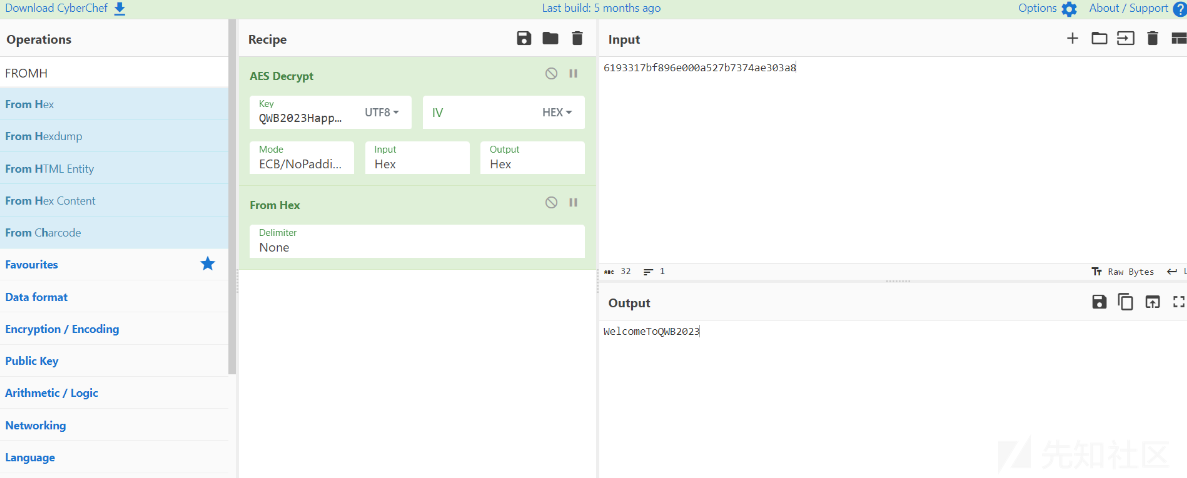 Download CyberChef
Last build: 5 months ago
Options
About / Support
Operations
FROMH
From Hex
From Hexdump
From HTML Entity
From Hex Content
From Charcode
Favourites
Data format
Encryption / Encoding
Public Key
Arithmetic / Logic
Networking
Language
Recipe
AES Decrypt
Key
QWB2023Happ...
UTF8
IV
HEX
Mode
ECB/NoPaddi...
Input
Hex
Output
Hex
From Hex
Delimiter
None
Input
6193317bf896e000a527b7374ae303a8
ABC 32 1
Tт Raw Bytes
Output
WelcomeToQWB2023
先知社区